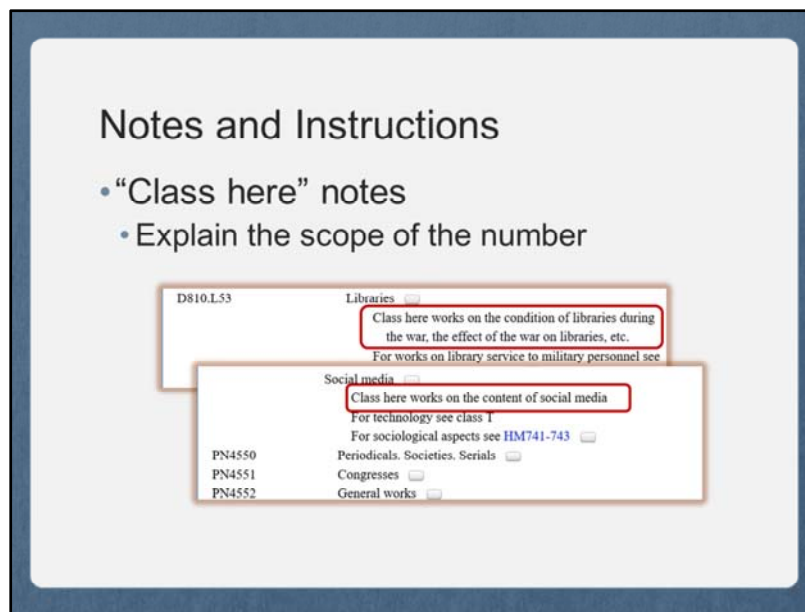 Notes and Instructions
•“Class here” notes
•Explain the scope of the number
D810.L53 Libraries
Class here works on the condition of libraries during
the war, the effect of the war on libraries, etc.
For works on library service to military personnel see
Social media
Class here works on the content of social media
For technology see class T
For sociological aspects see HM741-743
PN4550 Periodicals. Societies. Serials
PN4551 Congresses
PN4552 General works